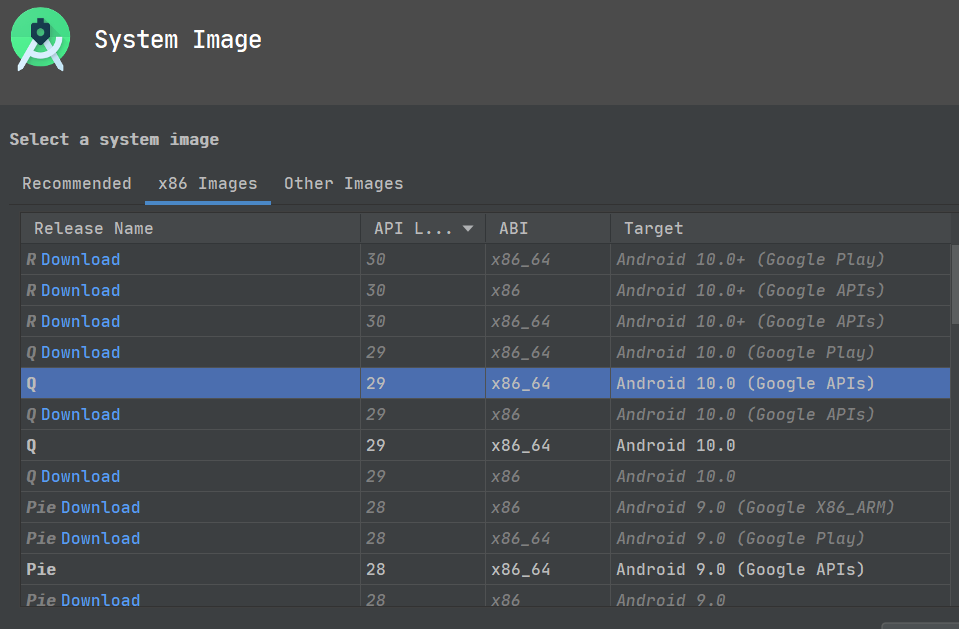 System Image
Select a system image
Recommended x86 Images Other Images
Release Name API L... ABI Target
R Download 30 x86_64 Android 10.0+ (Google Play)
R Download 30 x86 Android 10.0+ (Google APIs)
R Download 30 x86_64 Android 10.0+ (Google APIs)
Q Download 29 x86_64 Android 10.0 (Google Play)
Q 29 x86_64 Android 10.0 (Google APIs)
Q Download 29 x86 Android 10.0 (Google APIs)
Q 29 x86_64 Android 10.0
Q Download 29 x86 Android 10.0
Pie Download 28 x86 Android 9.0 (Google X86_ARM)
Pie Download 28 x86_64 Android 9.0 (Google Play)
Pie 28 x86_64 Android 9.0 (Google APIs)
Pie Download 28 x86 Android 9.0